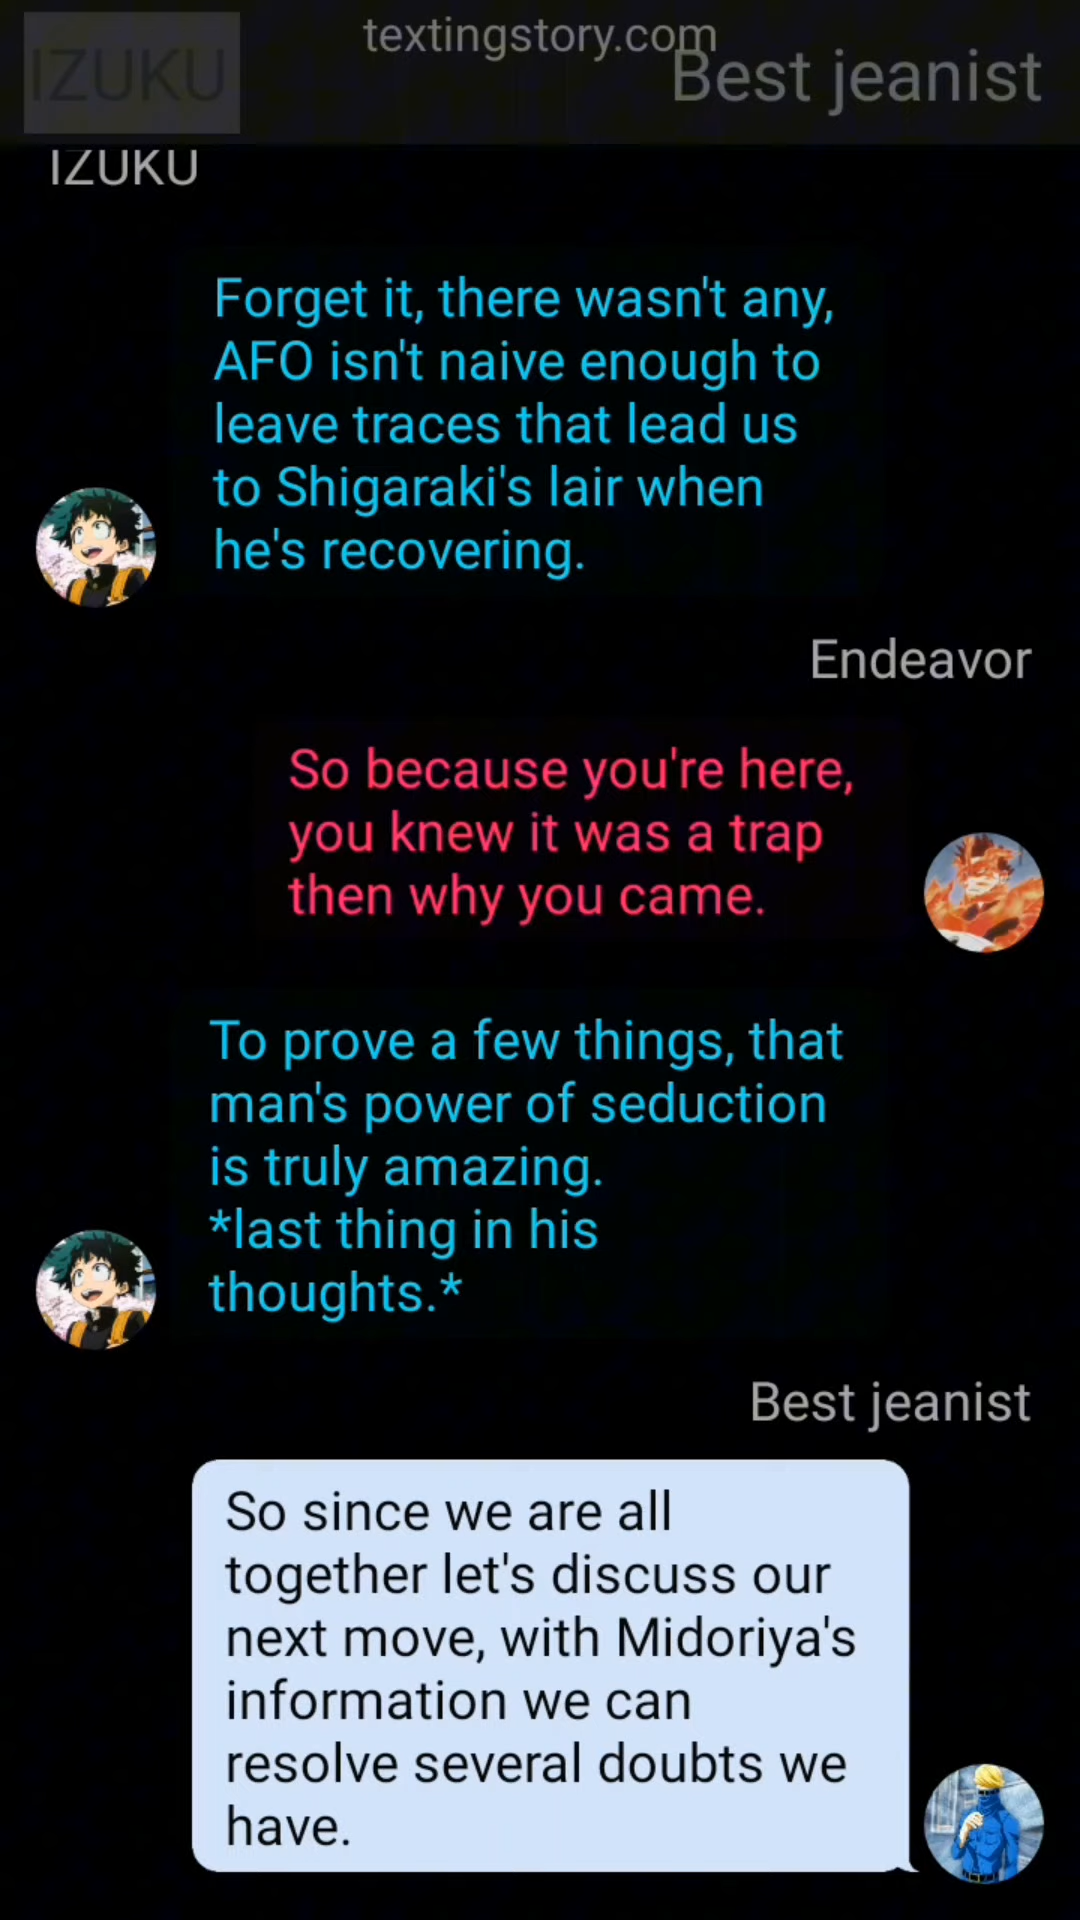 textingstory.com
IZUKU
Best jeanist
IZUKU
Forget it, there wasn't any,
AFO isn't naive enough to
leave traces that lead us
to Shigaraki's lair when
he's recovering.
Endeavor
So because you're here,
you knew it was a trap
then why you came.
To prove a few things, that
man's power of seduction
is truly amazing.
*last thing in his
thoughts.*
Best jeanist
So since we are all
together let's discuss our
next move, with Midoriya's
information we can
resolve several doubts we
have.